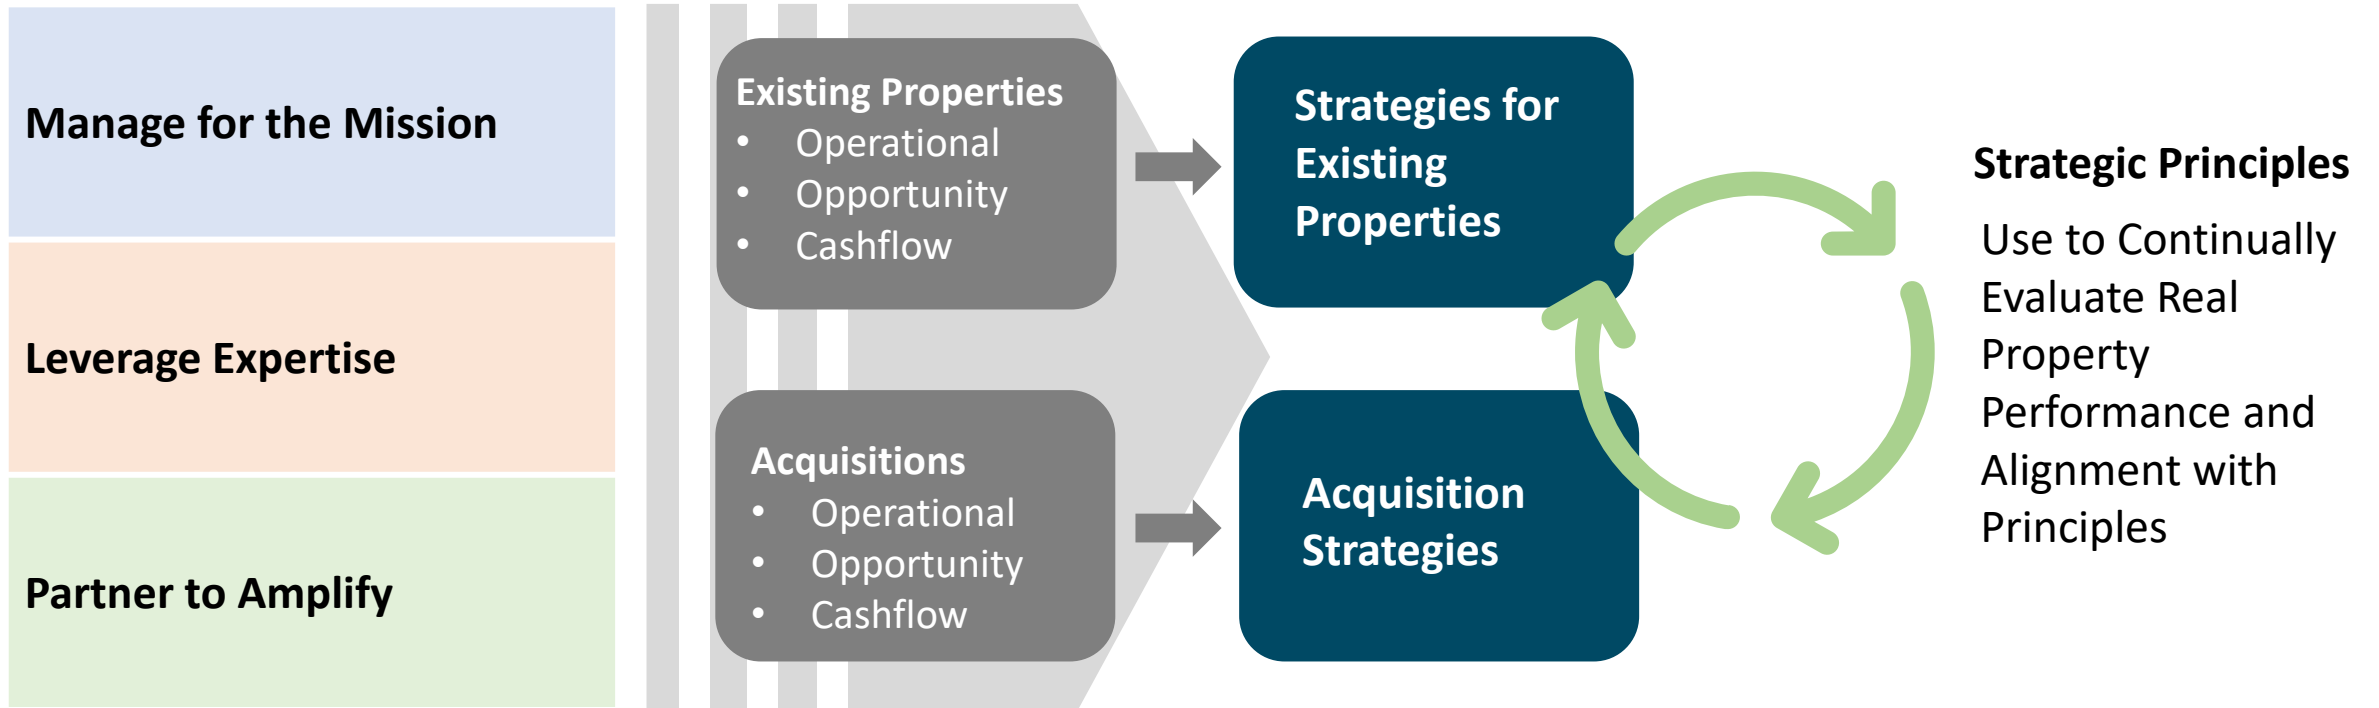 Manage for the Mission
Leverage Expertise
Partner to Amplify
Existing Properties
• Operational
• Opportunity
• Cashflow
Acquisitions
• Operational
• Opportunity
• Cashflow
Strategies for
Existing
Properties
Acquisition
Strategies
Strategic Principles
Use to Continually
Evaluate Real
Property
Performance and
Alignment with
Principles